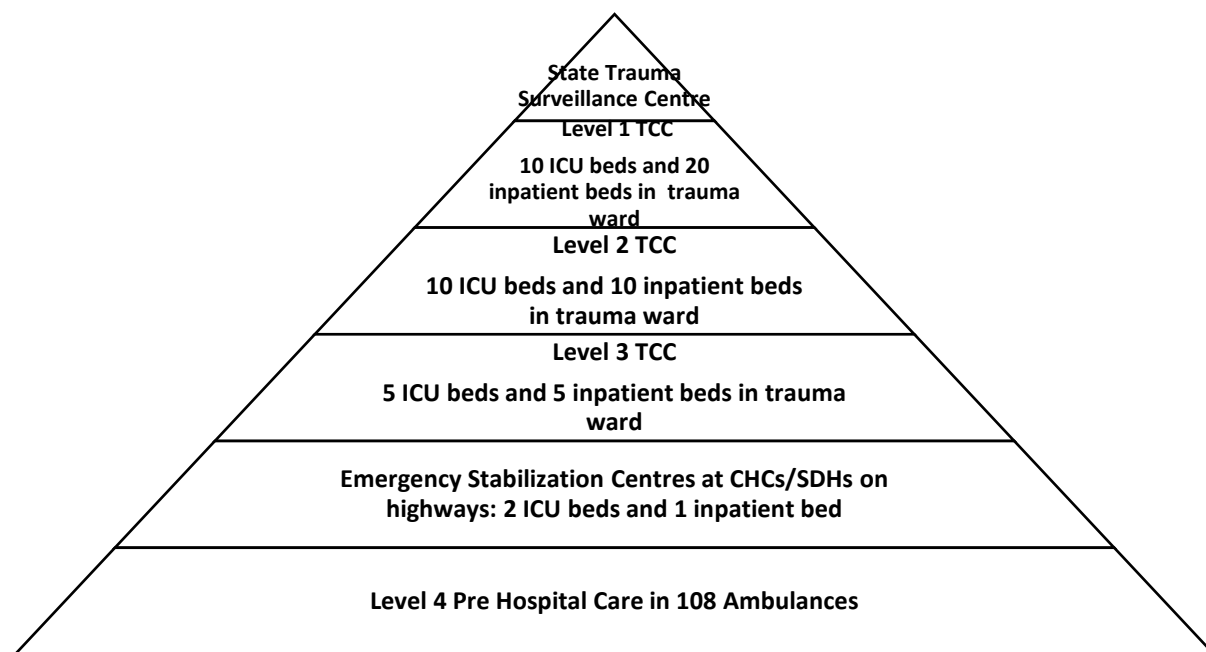 State Trauma
Surveillance Centre
Level 1 TCC
10 ICU beds and 20
inpatient beds in trauma
ward
Level 2 TCC
10 ICU beds and 10 inpatient beds
in trauma ward
Level 3 TCC
5 ICU beds and 5 inpatient beds in trauma
ward
Emergency Stabilization Centres at CHCs/SDHs on
highways: 2 ICU beds and 1 inpatient bed
Level 4 Pre Hospital Care in 108 Ambulances